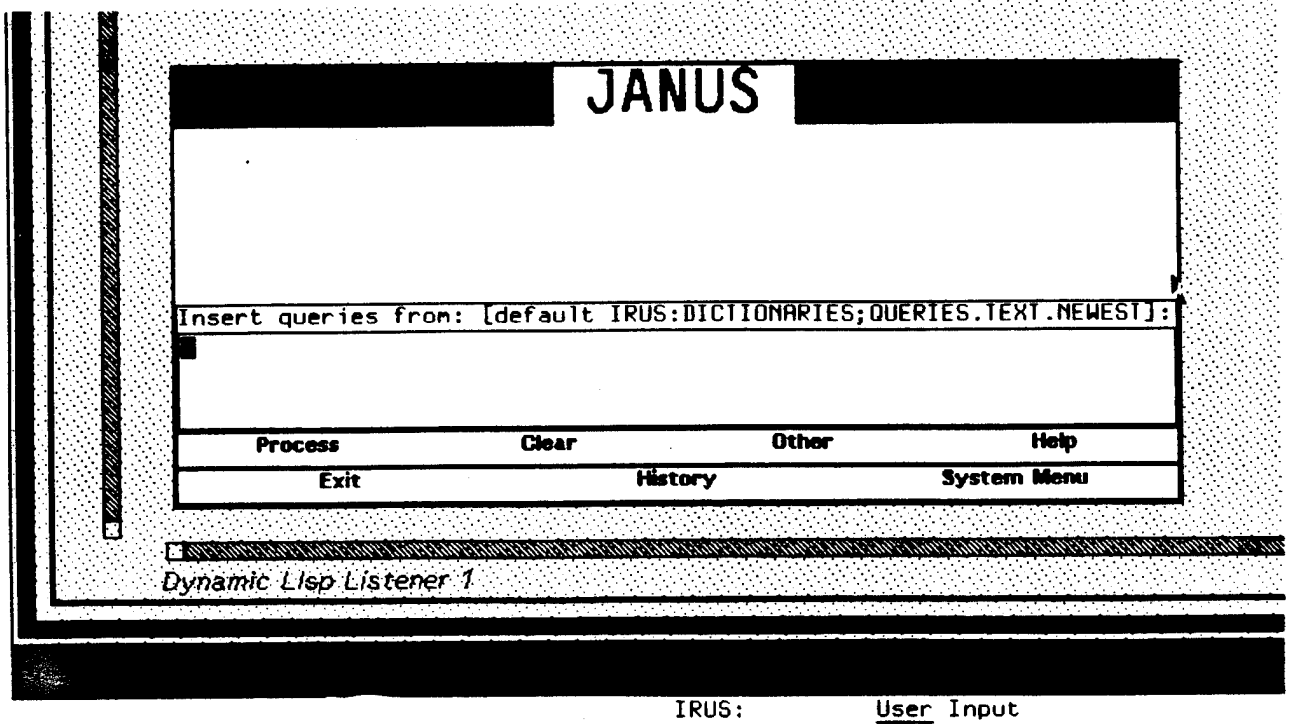 JANUS
Insert queries from: [default IRUS:DICTIONARIES;QUERIES.TEXT.NEWEST]:
Process Clear Other Help
Exit History System Menu
Dynamic Lisp Listener 1
IRUS: User Input